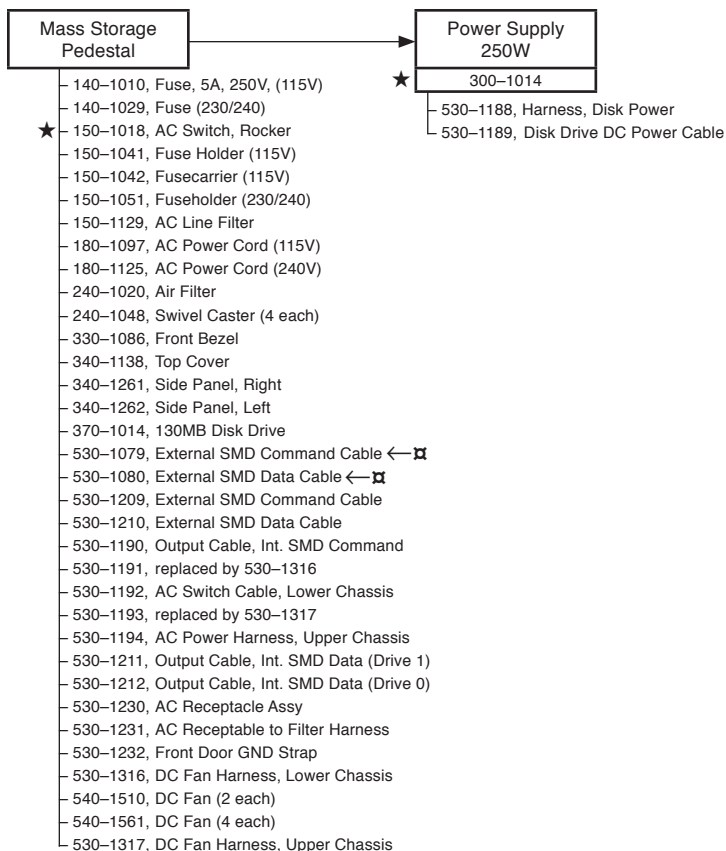 Mass Storage
Pedestal
Power Supply
250W
★ 300–1014
530–1188, Harness, Disk Power
530–1189, Disk Drive DC Power Cable
140–1010, Fuse, 5A, 250V, (115V)
140–1029, Fuse (230/240)
★ 150–1018, AC Switch, Rocker
150–1041, Fuse Holder (115V)
150–1042, Fusecarrier (115V)
150–1051, Fuseholder (230/240)
150–1129, AC Line Filter
180–1097, AC Power Cord (115V)
180–1125, AC Power Cord (240V)
240–1020, Air Filter
240–1048, Swivel Caster (4 each)
330–1086, Front Bezel
340–1138, Top Cover
340–1261, Side Panel, Right
340–1262, Side Panel, Left
370–1014, 130MB Disk Drive
530–1079, External SMD Command Cable ←¤
530–1080, External SMD Data Cable ←¤
530–1209, External SMD Command Cable
530–1210, External SMD Data Cable
530–1190, Output Cable, Int. SMD Command
530–1191, replaced by 530–1316
530–1192, AC Switch Cable, Lower Chassis
530–1193, replaced by 530–1317
530–1194, AC Power Harness, Upper Chassis
530–1211, Output Cable, Int. SMD Data (Drive 1)
530–1212, Output Cable, Int. SMD Data (Drive 0)
530–1230, AC Receptacle Assy
530–1231, AC Receptable to Filter Harness
530–1232, Front Door GND Strap
530–1316, DC Fan Harness, Lower Chassis
540–1510, DC Fan (2 each)
540–1561, DC Fan (4 each)
530–1317, DC Fan Harness, Upper Chassis